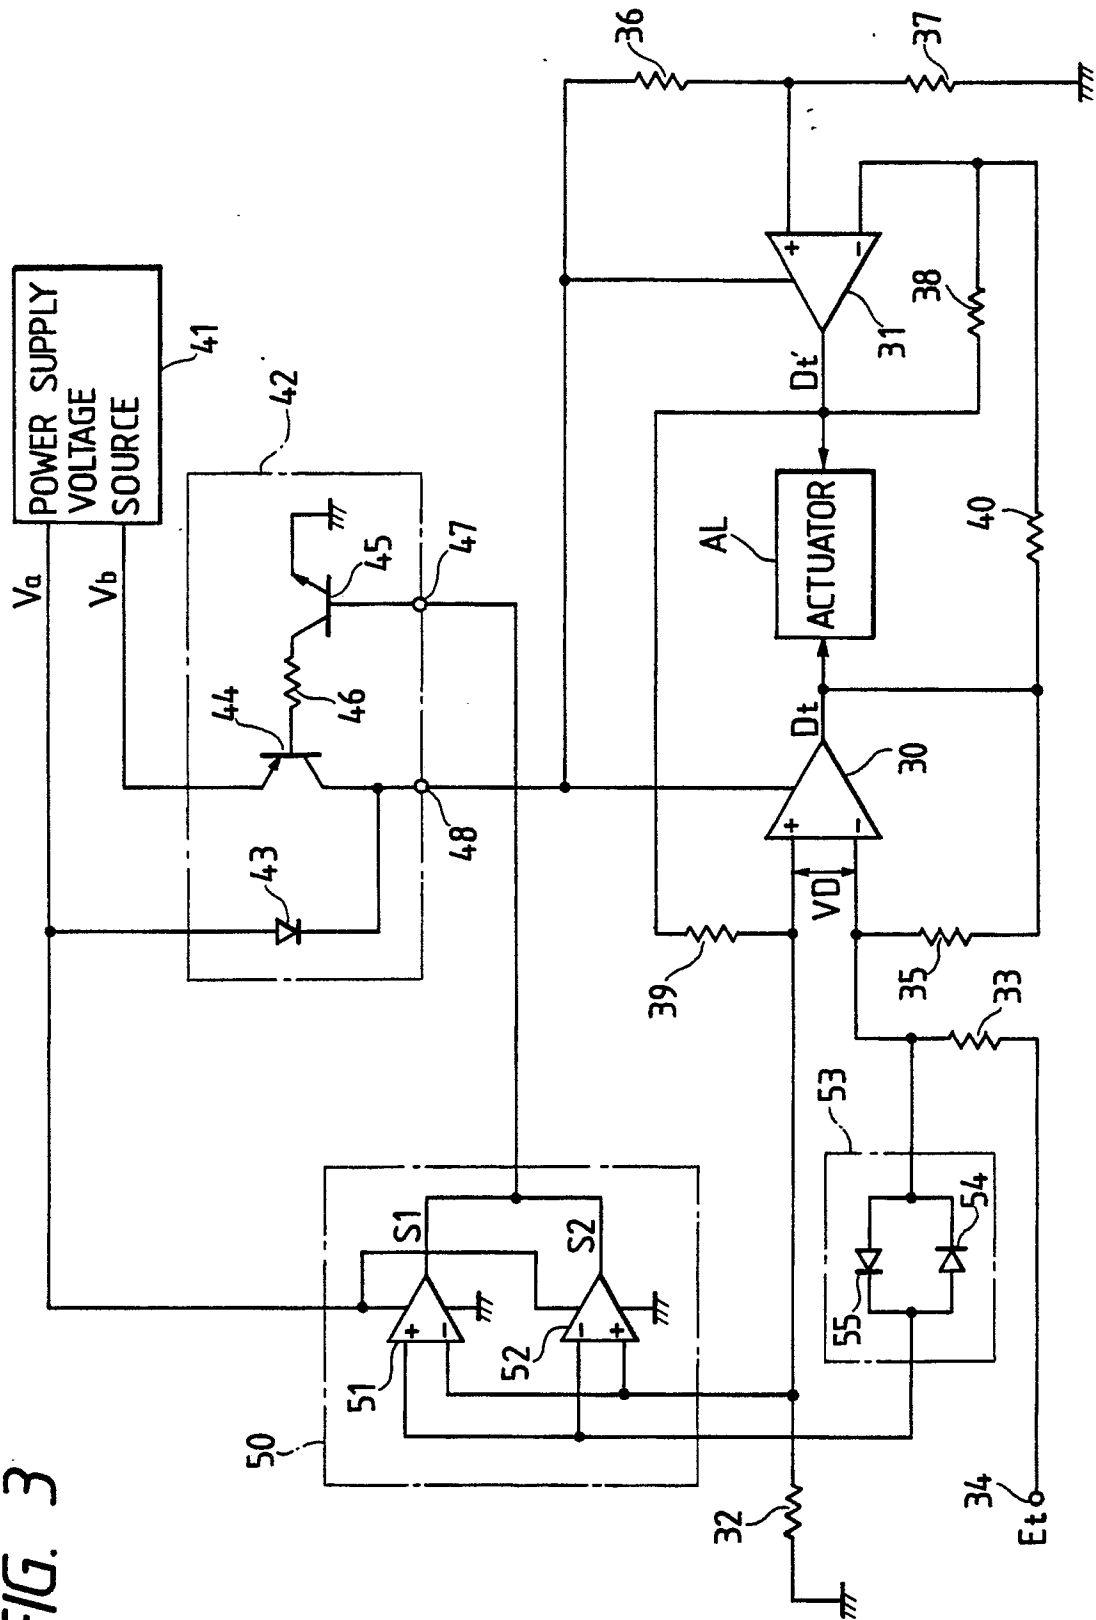 FIG. 3
POWER SUPPLY
VOLTAGE
SOURCE
41
Va
Vb
42
43
44
45
46
47
48
50
51
52
S1
S2
+
−
−
+
53
54
55
32
33
34
Et
35
39
VD
+
−
30
Dt
AL
ACTUATOR
Dt'
31
+
−
36
37
38
40